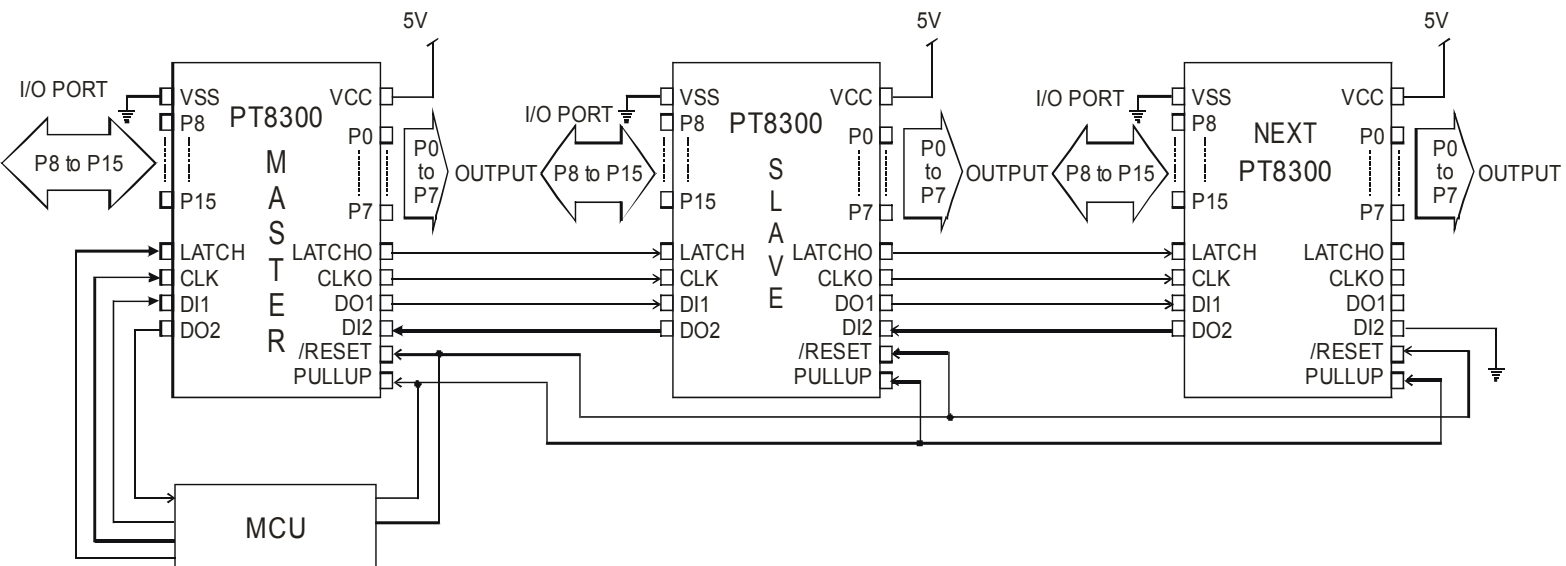 5V
5V
5V
I/O PORT
VSS
P8
P15
P8 to P15
PT8300
MASTER
VCC
P0
P7
P0
to
P7
OUTPUT
LATCH
CLK
DI1
DO2
LATCHO
CLKO
DO1
DI2
/RESET
PULLUP
I/O PORT
P8 to P15
VSS
P8
P15
PT8300
SLAVE
VCC
P0
P7
P0
to
P7
OUTPUT
LATCH
CLK
DI1
DO2
LATCHO
CLKO
DO1
DI2
/RESET
PULLUP
I/O PORT
P8 to P15
VSS
P8
P15
NEXT
PT8300
VCC
P0
P7
P0
to
P7
OUTPUT
LATCH
CLK
DI1
DO2
LATCHO
CLKO
DO1
DI2
/RESET
PULLUP
MCU